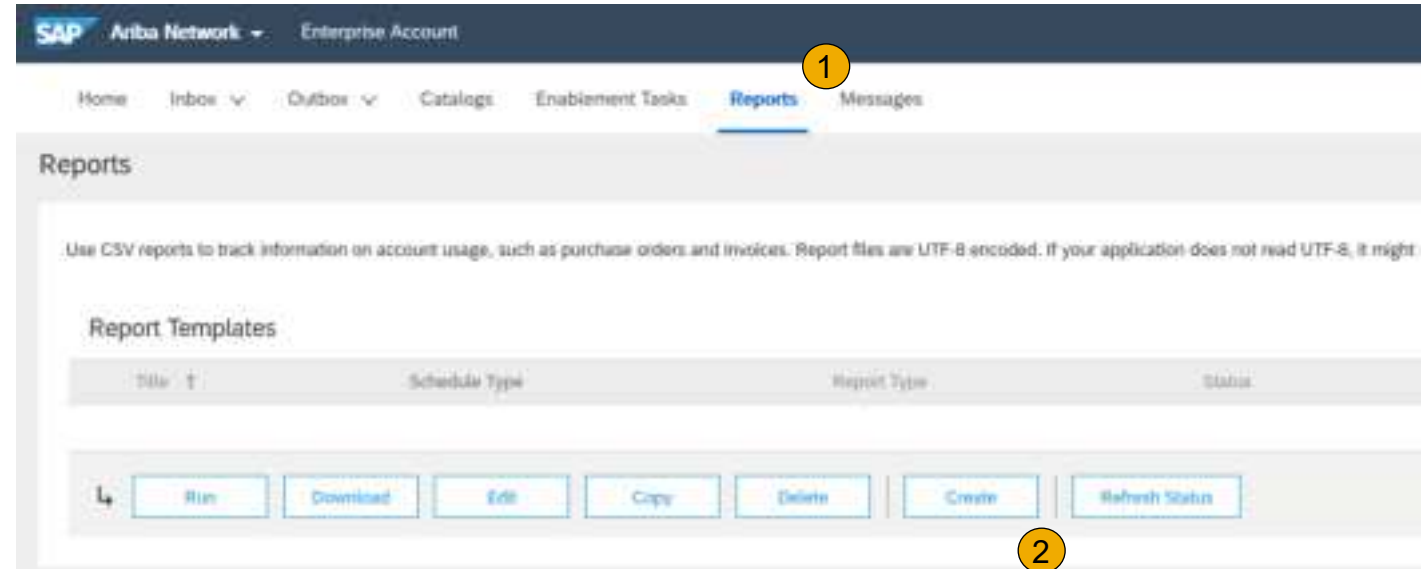 SAP Ariba Network Enterprise Account
1
Home Inbox Outbox Catalogs Enablement Tasks Reports Messages
Reports
Use CSV reports to track information on account usage, such as purchase orders and invoices. Report files are UTF-8 encoded. If your application does not read UTF-8, it might
Report Templates
Title ↑ Schedule Type Report Type Status
Run Download Edit Copy Delete Create Refresh Status
2